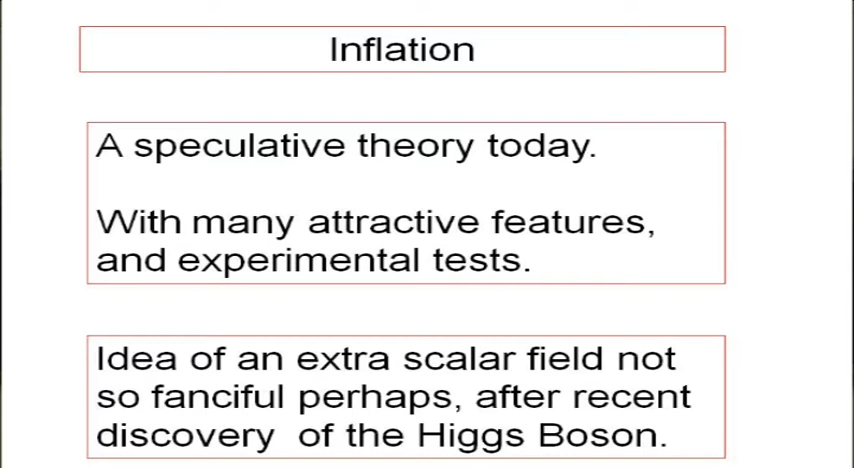 Inflation
A speculative theory today.
With many attractive features,
and experimental tests.
Idea of an extra scalar field not
so fanciful perhaps, after recent
discovery of the Higgs Boson.